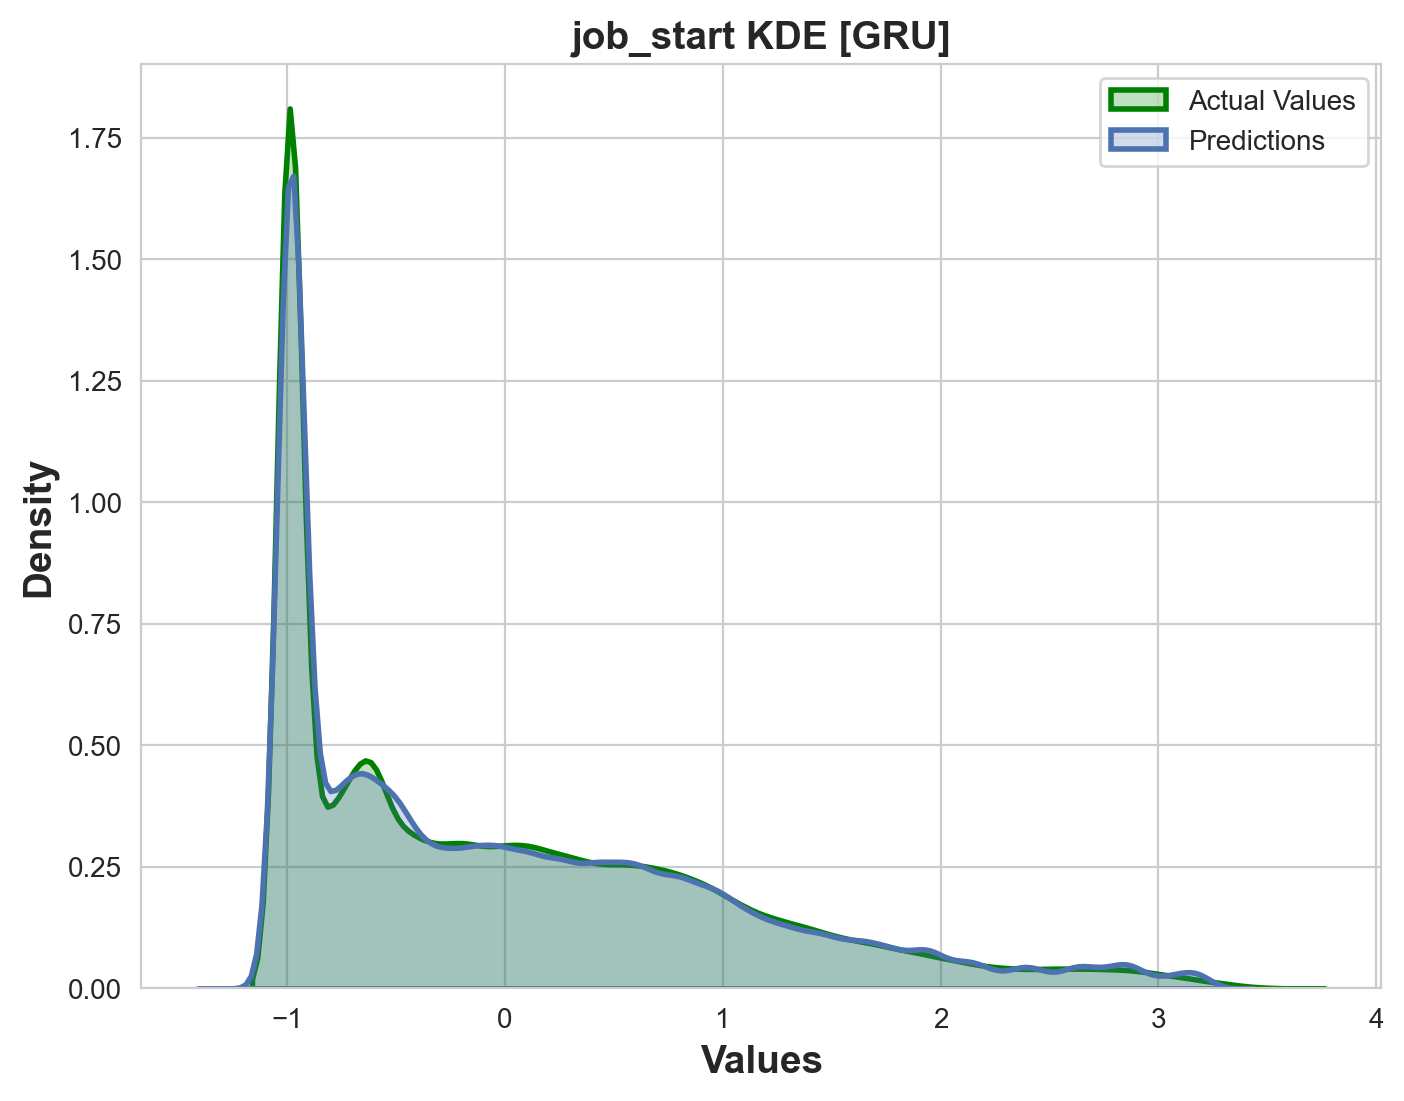 job_start KDE [GRU]
Actual Values
Predictions
1.75
1.50
1.25
1.00
0.75
0.50
0.25
0.00
Density
−1 0 1 2 3 4
Values